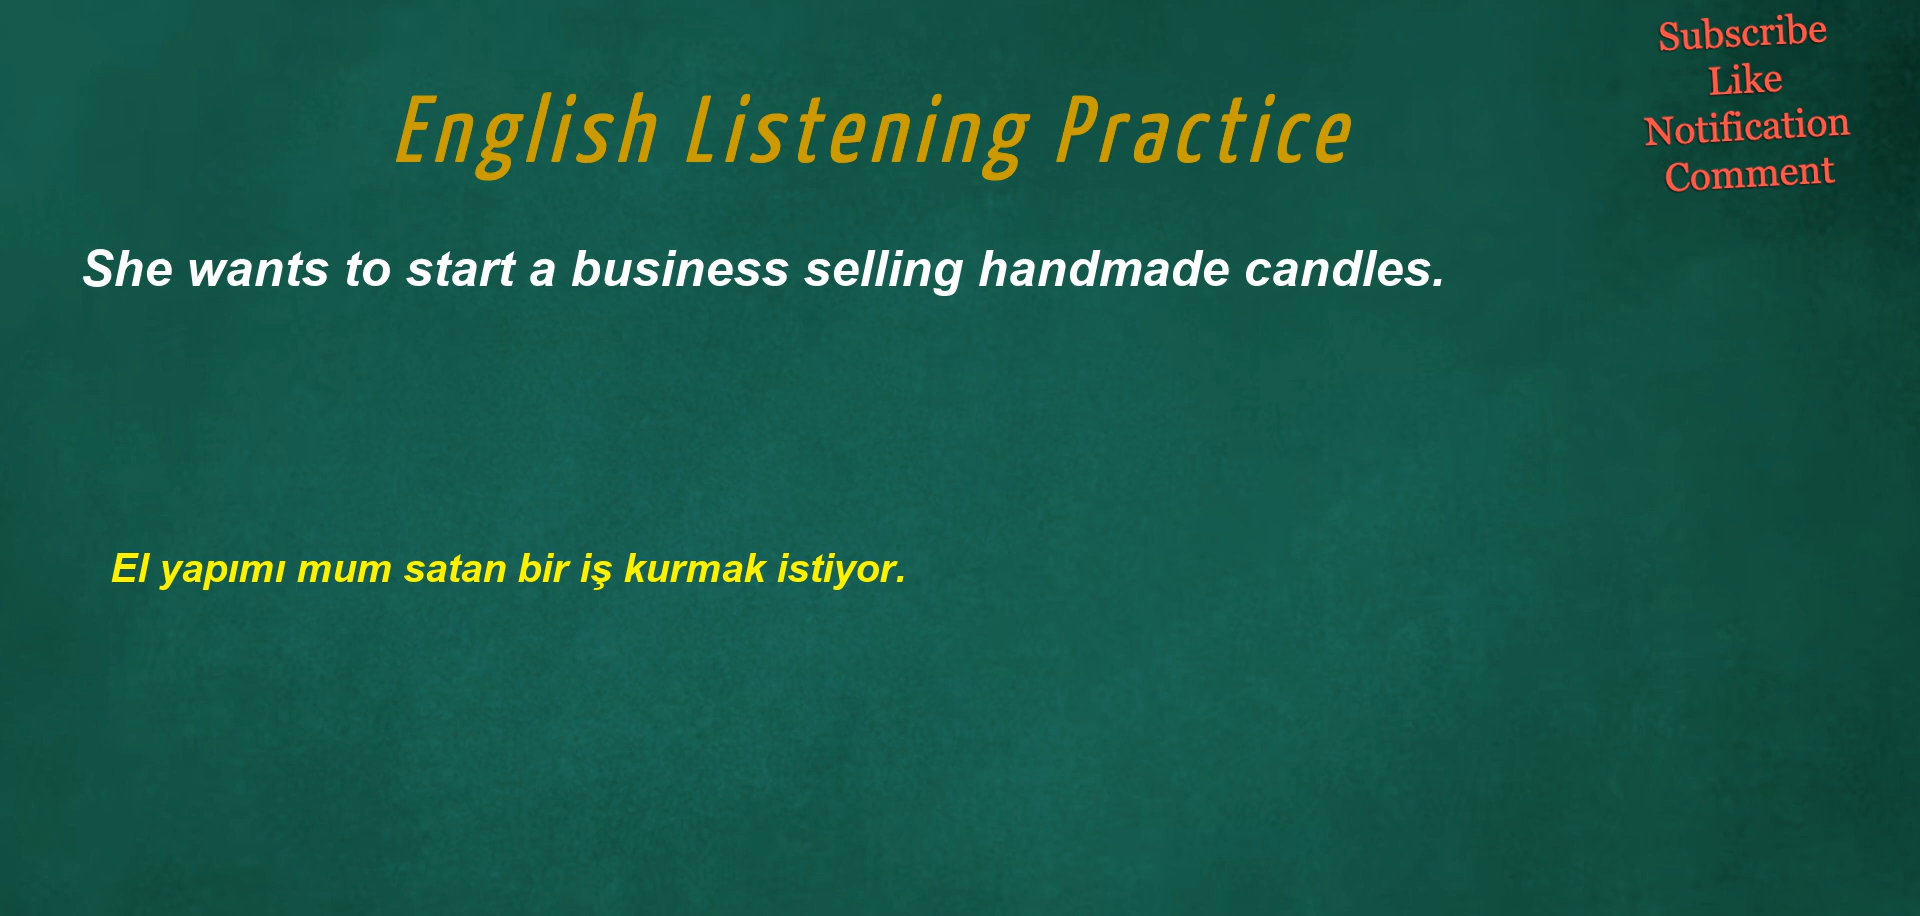 English Listening Practice
Subscribe
Like
Notification
Comment
She wants to start a business selling handmade candles.
El yapımı mum satan bir iş kurmak istiyor.